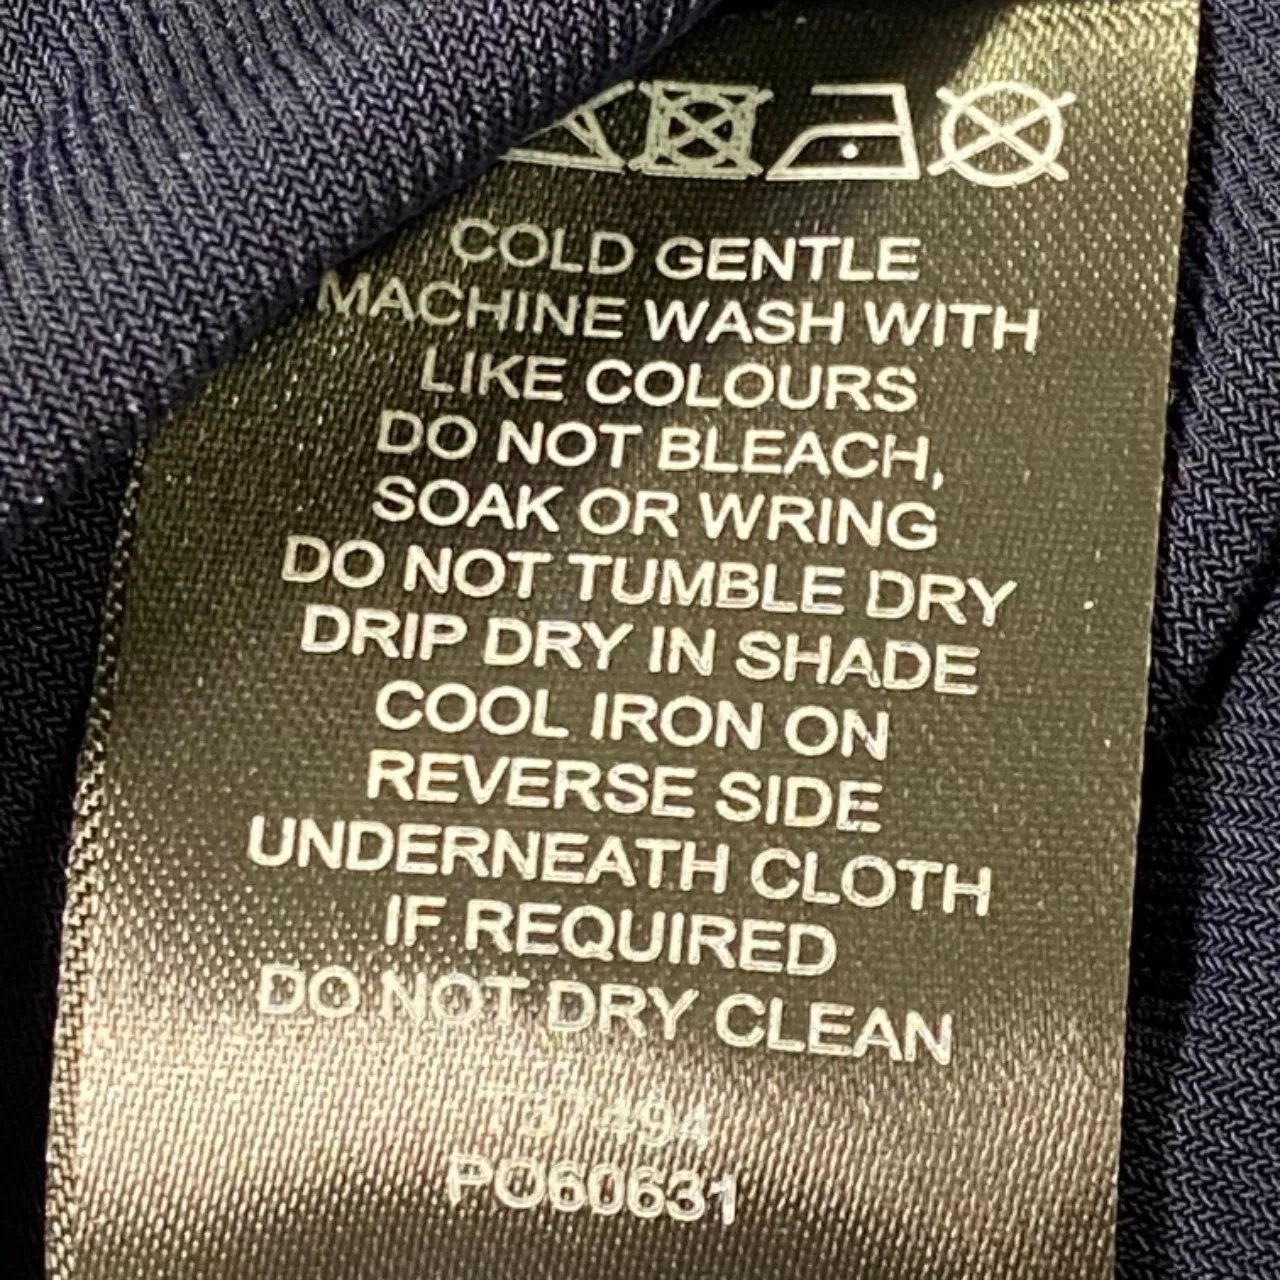 COLD GENTLE
MACHINE WASH WITH
LIKE COLOURS
DO NOT BLEACH,
SOAK OR WRING
DO NOT TUMBLE DRY
DRIP DRY IN SHADE
COOL IRON ON
REVERSE SIDE
UNDERNEATH CLOTH
IF REQUIRED
DO NOT DRY CLEAN
PO60631